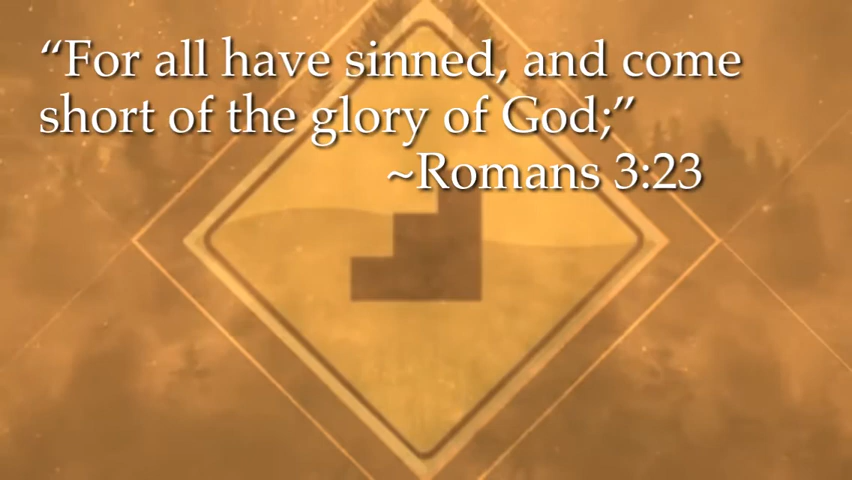 “For all have sinned, and come
short of the glory of God;”
~Romans 3:23